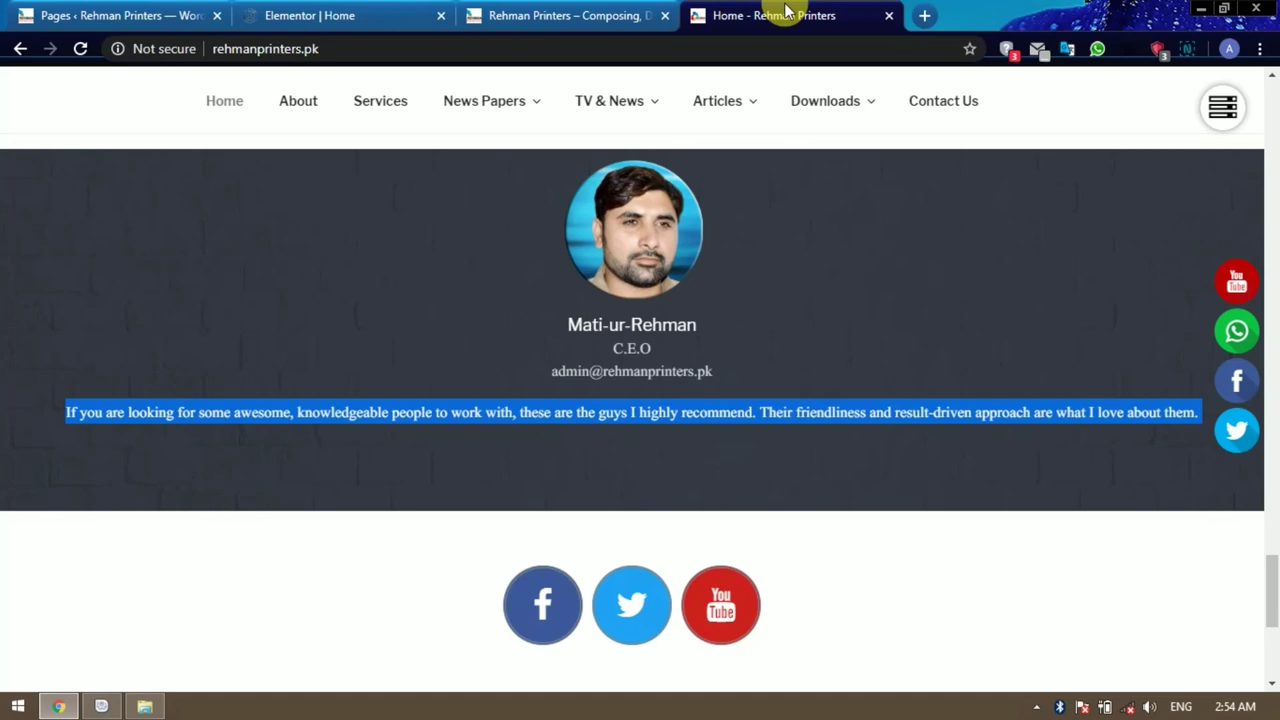 Pages ‹ Rehman Printers — Wor
Elementor | Home
Rehman Printers – Composing, D
Home - Rehman Printers
Not secure
rehmanprinters.pk
3
3
N
A
Home
About
Services
News Papers
TV & News
Articles
Downloads
Contact Us
Mati-ur-Rehman
C.E.O
admin@rehmanprinters.pk
If you are looking for some awesome, knowledgeable people to work with, these are the guys I highly recommend. Their friendliness and result-driven approach are what I love about them.
You
Tube
You
Tube
ENG
2:54 AM